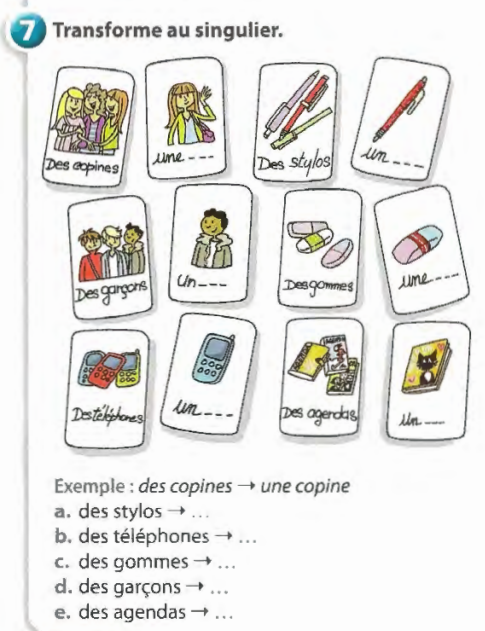 7 Transforme au singulier.
Des copines
une _ _ _
Des stylos
un _ _ _
Des garçons
Un _ _ _
Des gommes
une _ _ _
Des téléphones
un _ _ _
Des agendas
Un _ _ _
Exemple : des copines → une copine
a. des stylos → ...
b. des téléphones → ...
c. des gommes → ...
d. des garçons → ...
e. des agendas → ...